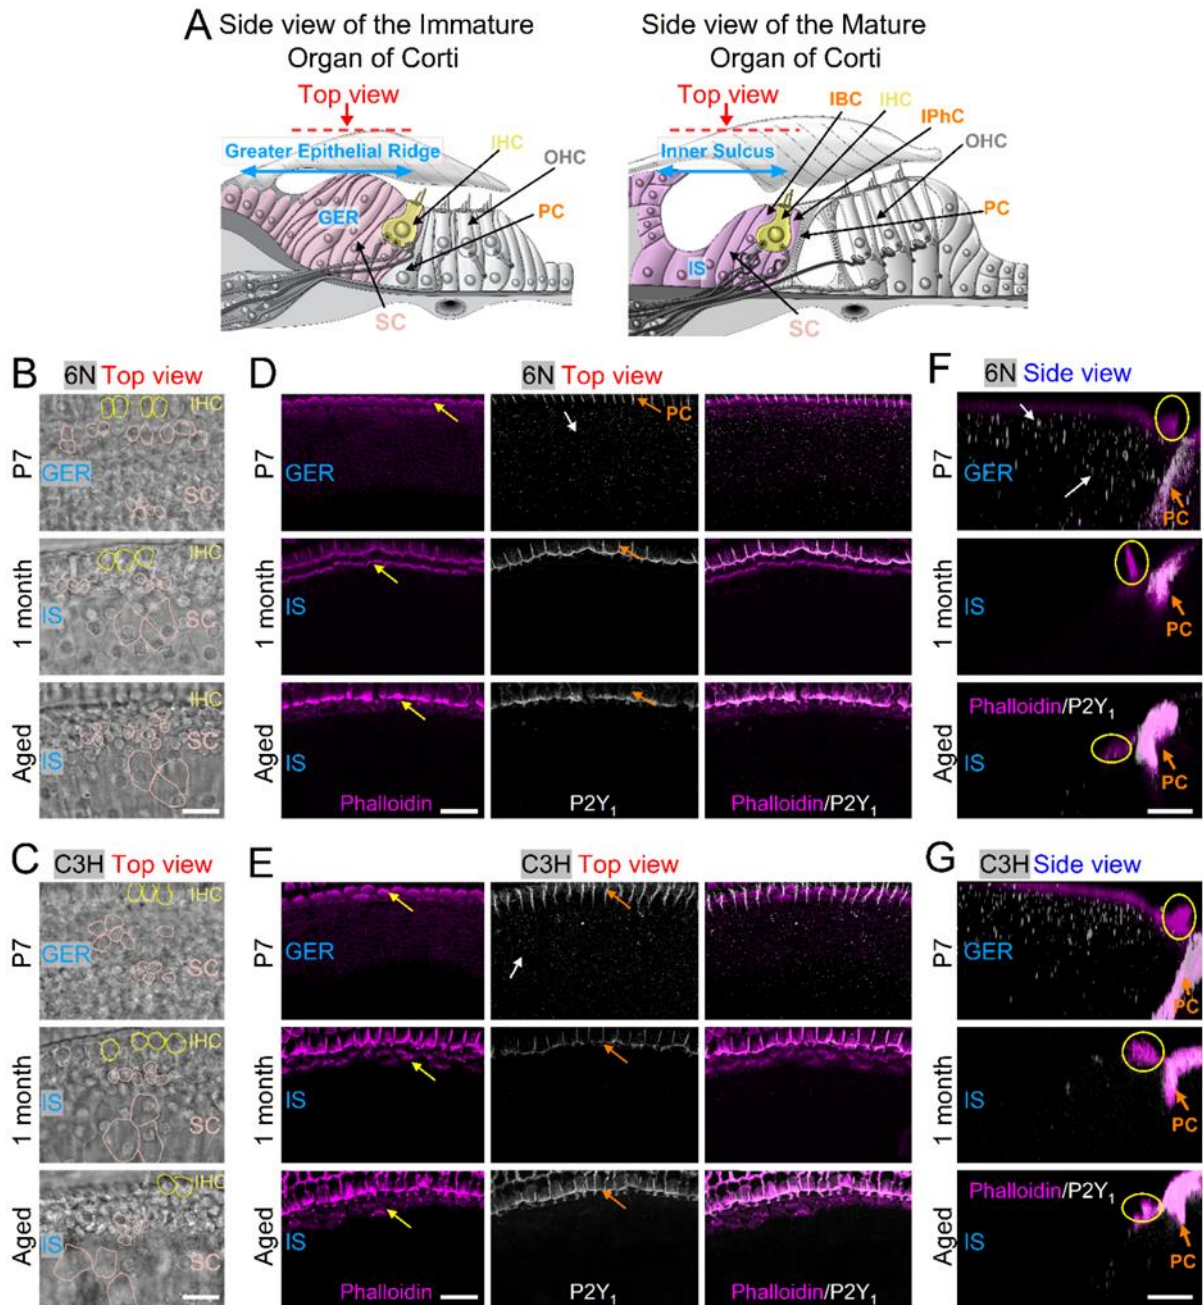 A Side view of the Immature Organ of Corti
Side view of the Mature Organ of Corti
Top view
IHC
Greater Epithelial Ridge
OHC
PC
GER
SC
Top view
IBC
IHC
IPhC
Inner Sulcus
OHC
PC
IS
SC
B 6N Top view
P7
IHC
GER
SC
1 month
IHC
IS
SC
Aged
IHC
SC
IS
D 6N Top view
P7
PC
GER
1 month
IS
Aged
IS
Phalloidin
P2Y₁
Phalloidin/P2Y₁
F 6N Side view
P7
GER
PC
1 month
IS
PC
Aged
Phalloidin/P2Y₁
IS
PC
C C3H Top view
P7
IHC
GER
SC
1 month
IHC
IS
SC
Aged
IHC
IS
SC
E C3H Top view
P7
GER
1 month
IS
Aged
IS
Phalloidin
P2Y₁
Phalloidin/P2Y₁
G C3H Side view
P7
GER
PC
1 month
IS
PC
Aged
Phalloidin/P2Y₁
IS
PC